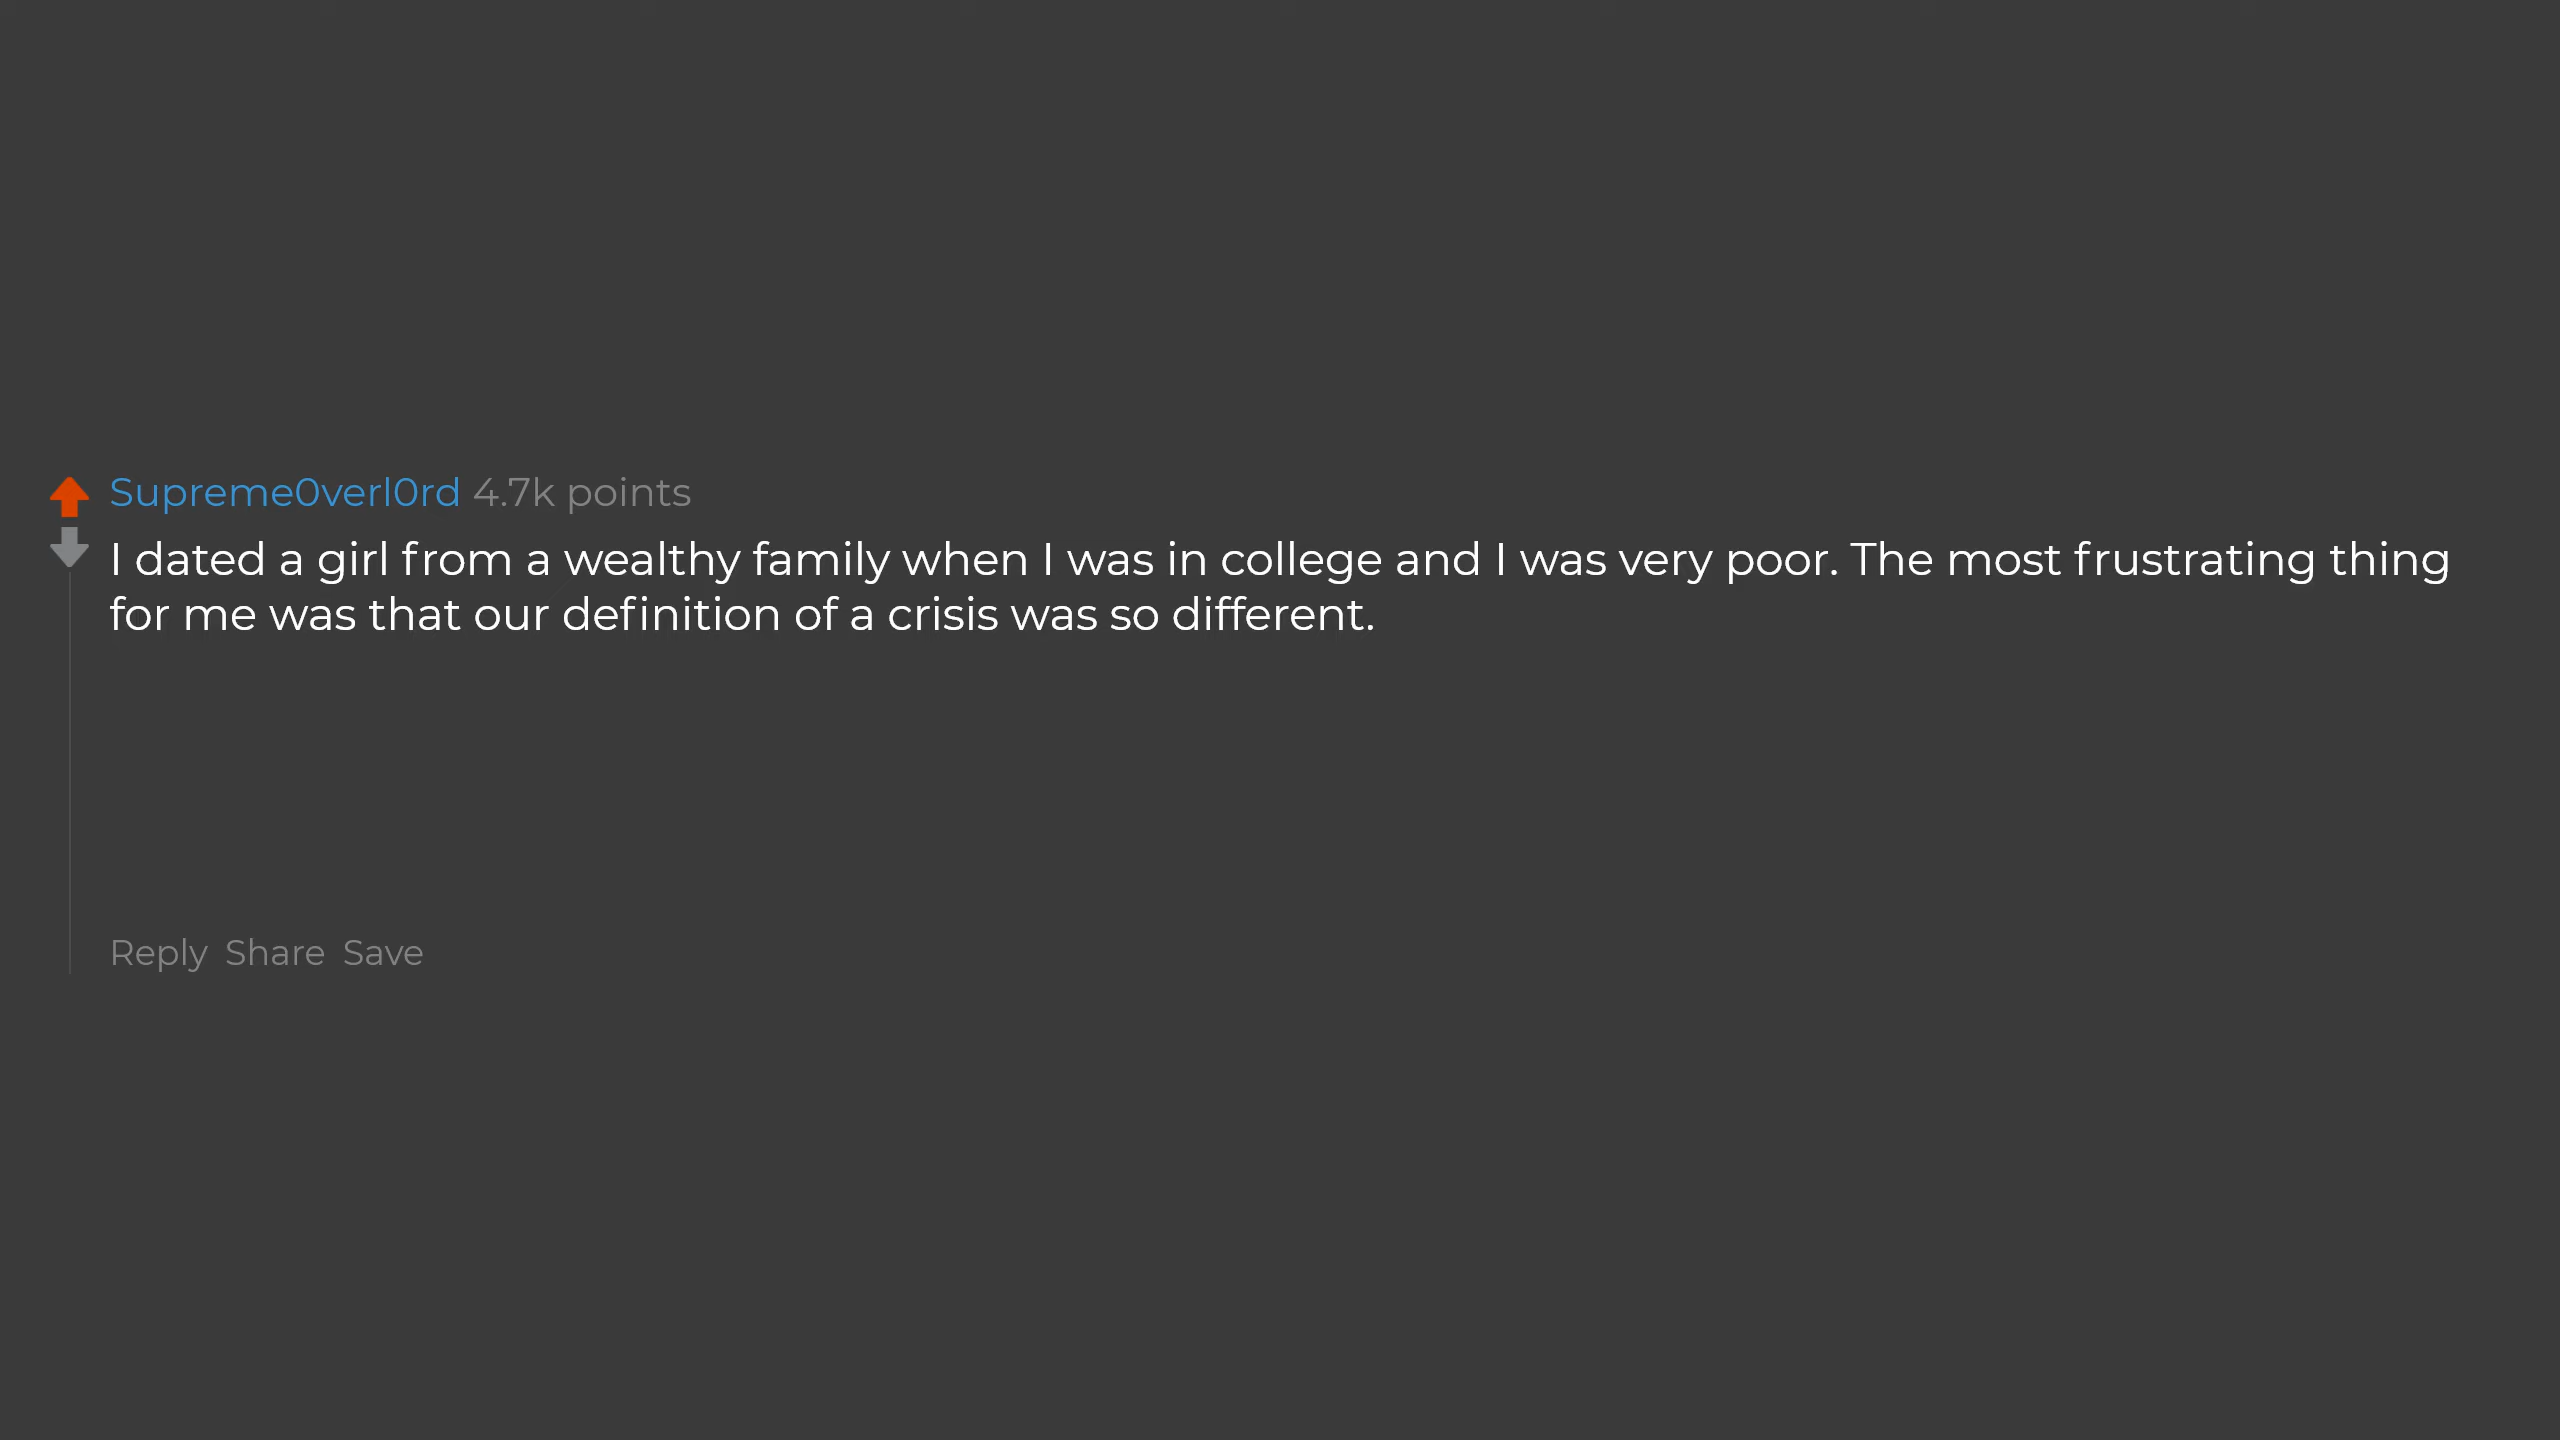 Supreme0verl0rd 4.7k points
I dated a girl from a wealthy family when I was in college and I was very poor. The most frustrating thing
for me was that our definition of a crisis was so different.
Reply Share Save